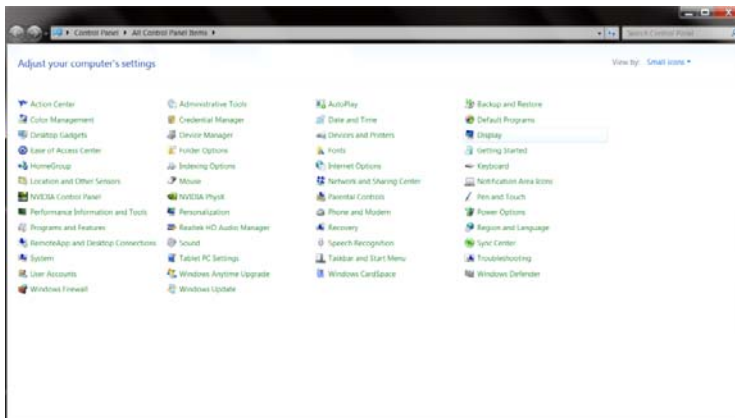 Control Panel All Control Panel Items Search Control Panel
Adjust your computer's settings View by: Small icons
Action Center Administrative Tools AutoPlay Backup and Restore
Color Management Credential Manager Date and Time Default Programs
Desktop Gadgets Device Manager Devices and Printers Display
Ease of Access Center Folder Options Fonts Getting Started
HomeGroup Indexing Options Internet Options Keyboard
Location and Other Sensors Mouse Network and Sharing Center Notification Area Icons
NVIDIA Control Panel NVIDIA PhysX Parental Controls Pen and Touch
Performance Information and Tools Personalization Phone and Modem Power Options
Programs and Features Realtek HD Audio Manager Recovery Region and Language
RemoteApp and Desktop Connections Sound Speech Recognition Sync Center
System Tablet PC Settings Taskbar and Start Menu Troubleshooting
User Accounts Windows Anytime Upgrade Windows CardSpace Windows Defender
Windows Firewall Windows Update